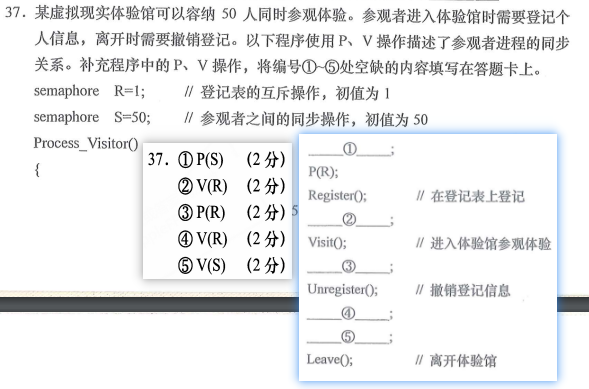 37. 某虚拟现实体验馆可以容纳 50 人同时参观体验。参观者进入体验馆时需要登记个
人信息，离开时需要撤销登记。以下程序使用 P、V 操作描述了参观者进程的同步
关系。补充程序中的 P、V 操作，将编号①~⑤处空缺的内容填写在答题卡上。
semaphore R=1; // 登记表的互斥操作，初值为 1
semaphore S=50; // 参观者之间的同步操作，初值为 50
Process_Visitor()
{
37. ① P(S) (2 分)
② V(R) (2 分)
③ P(R) (2 分)
④ V(R) (2 分)
⑤ V(S) (2 分)
5
____①____;
P(R);
Register(); // 在登记表上登记
____②____;
Visit(); // 进入体验馆参观体验
____③____;
Unregister(); // 撤销登记信息
____④____;
____⑤____;
Leave(); // 离开体验馆